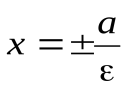 x = ± a/ε